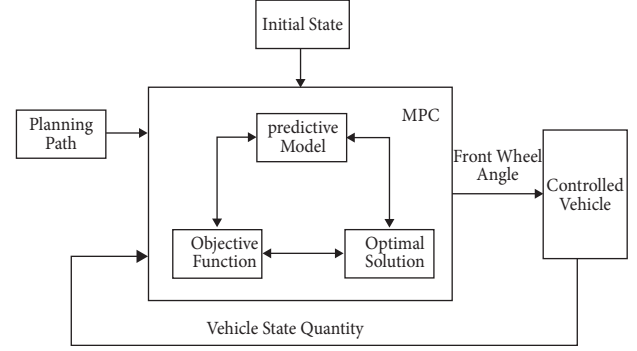 Initial State
MPC
Planning
Path
predictive
Model
Front Wheel
Angle
Controlled
Vehicle
Objective
Function
Optimal
Solution
Vehicle State Quantity